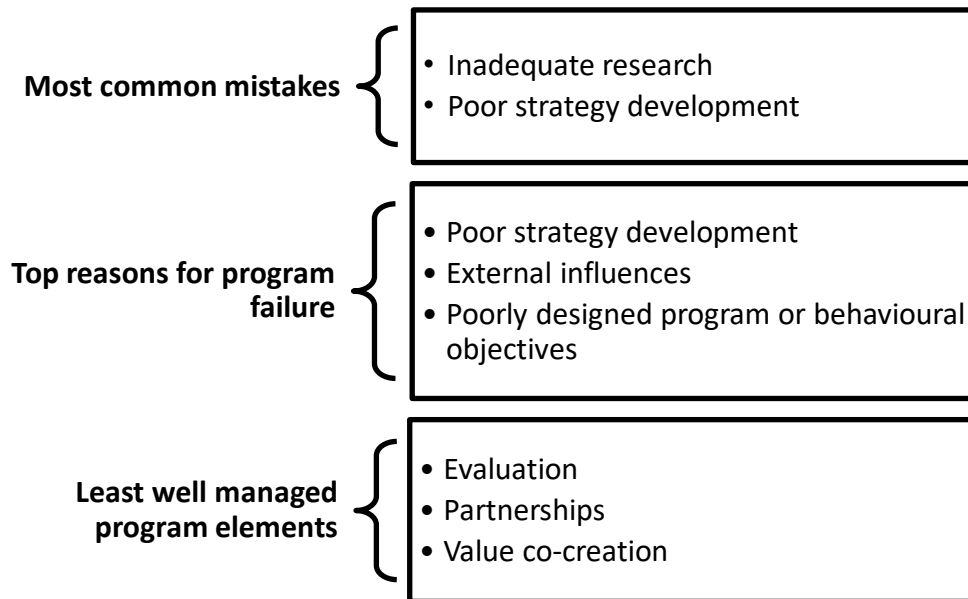 Most common mistakes
• Inadequate research
• Poor strategy development
Top reasons for program
failure
• Poor strategy development
• External influences
• Poorly designed program or behavioural
objectives
Least well managed
program elements
• Evaluation
• Partnerships
• Value co-creation